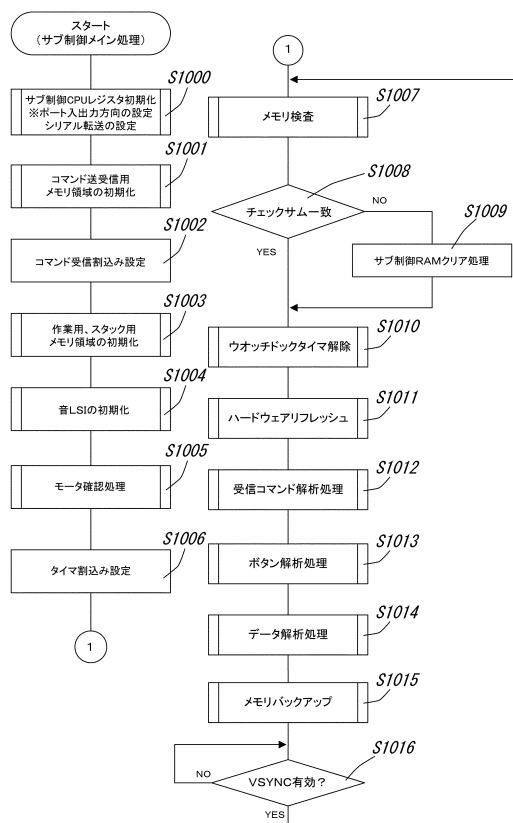 スタート
(サブ制御メイン処理)
S1000
サブ制御CPUレジスタ初期化
※ポート入出力方向の設定
シリアル転送の設定
S1001
コマンド送受信用
メモリ領域の初期化
S1002
コマンド受信割込み設定
S1003
作業用、スタック用
メモリ領域の初期化
S1004
音LSIの初期化
S1005
モータ確認処理
S1006
タイマ割込み設定
1
1
S1007
メモリ検査
S1008
チェックサム一致
NO
YES
S1009
サブ制御RAMクリア処理
S1010
ウオッチドックタイマ解除
S1011
ハードウェアリフレッシュ
S1012
受信コマンド解析処理
S1013
ボタン解析処理
S1014
データ解析処理
S1015
メモリバックアップ
S1016
VSYNC有効？
NO
YES